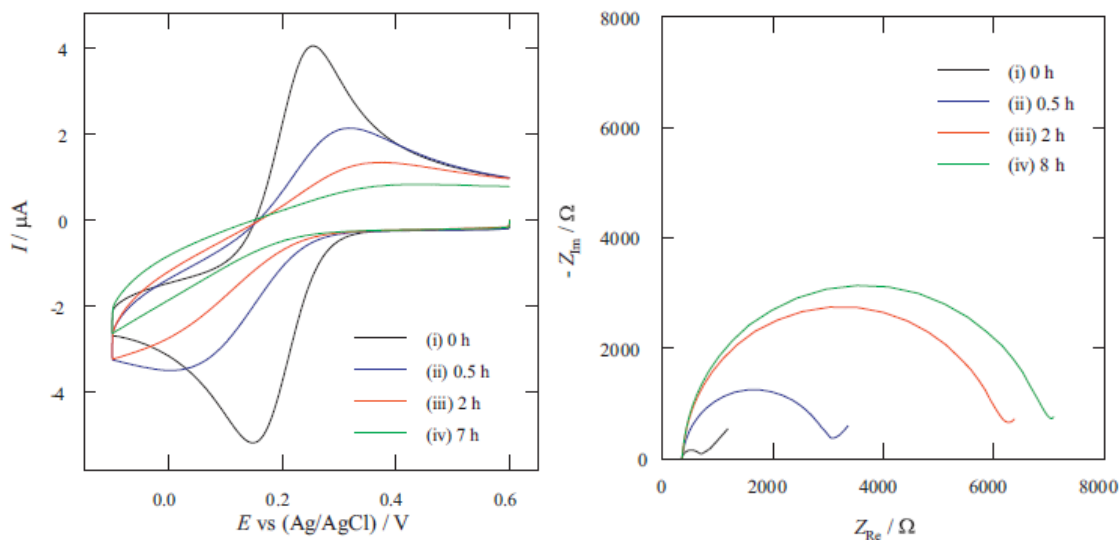 4
2
0
-2
-4
I / μA
(i) 0 h
(ii) 0.5 h
(iii) 2 h
(iv) 7 h
0.0 0.2 0.4 0.6
E vs (Ag/AgCl) / V
8000
6000
4000
2000
0
- Z_Im / Ω
(i) 0 h
(ii) 0.5 h
(iii) 2 h
(iv) 8 h
0 2000 4000 6000 8000
Z_Re / Ω